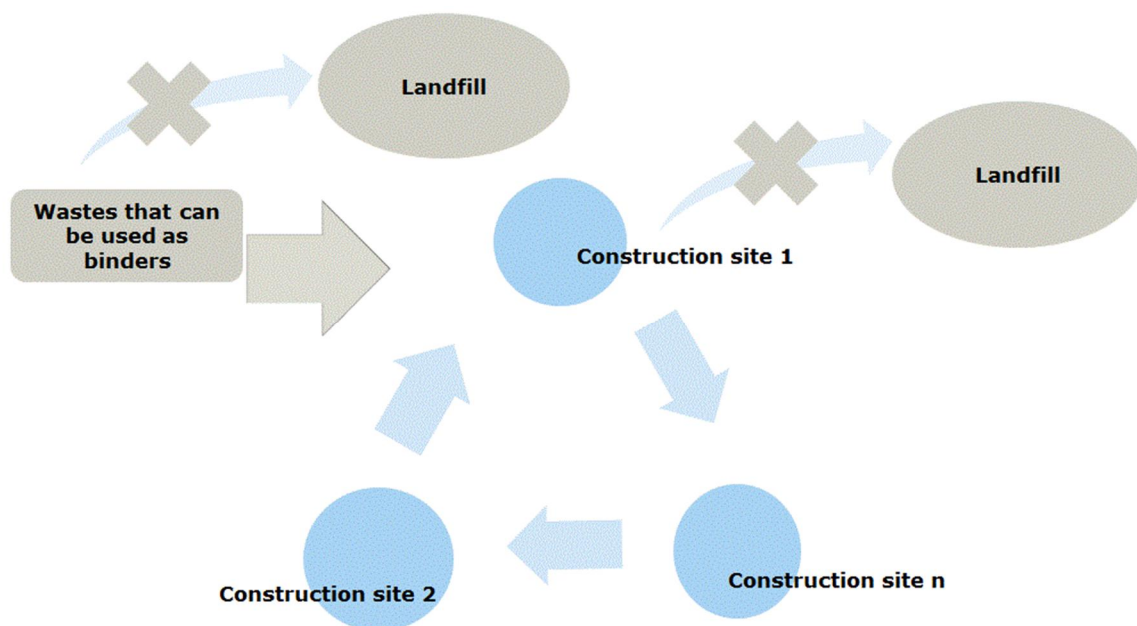 Landfill
Landfill
Wastes that can
be used as
binders
Construction site 1
Construction site 2
Construction site n